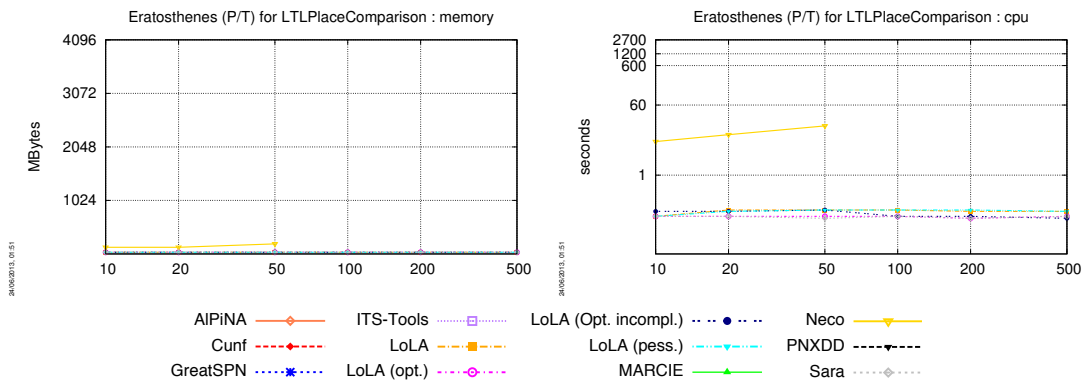 Eratosthenes (P/T) for LTLPlaceComparison : memory
4096
3072
2048
1024
MBytes
10 20 50 100 200 500
24/06/2013, 01:51
Eratosthenes (P/T) for LTLPlaceComparison : cpu
2700
1200
600
60
1
seconds
10 20 50 100 200 500
24/06/2013, 01:51
AlPiNA ITS-Tools LoLA (Opt. incompl.) Neco
Cunf LoLA LoLA (pess.) PNXDD
GreatSPN LoLA (opt.) MARCIE Sara